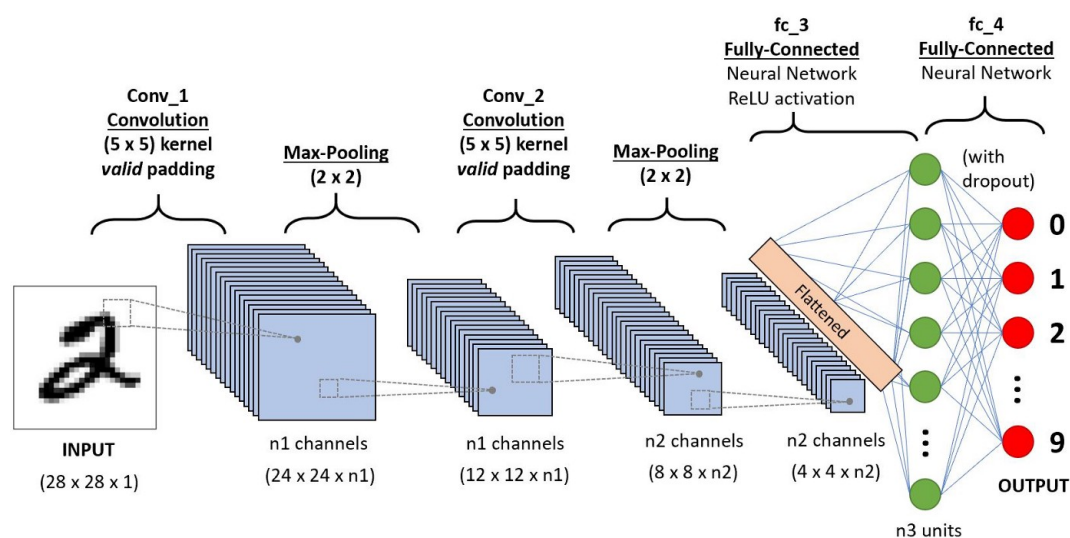 Conv_1
Convolution
(5 x 5) kernel
valid padding
Max-Pooling
(2 x 2)
Conv_2
Convolution
(5 x 5) kernel
valid padding
Max-Pooling
(2 x 2)
fc_3
Fully-Connected
Neural Network
ReLU activation
fc_4
Fully-Connected
Neural Network
(with
dropout)
INPUT
(28 x 28 x 1)
2
n1 channels
(24 x 24 x n1)
n1 channels
(12 x 12 x n1)
n2 channels
(8 x 8 x n2)
n2 channels
(4 x 4 x n2)
Flattened
n3 units
0
1
2
9
OUTPUT